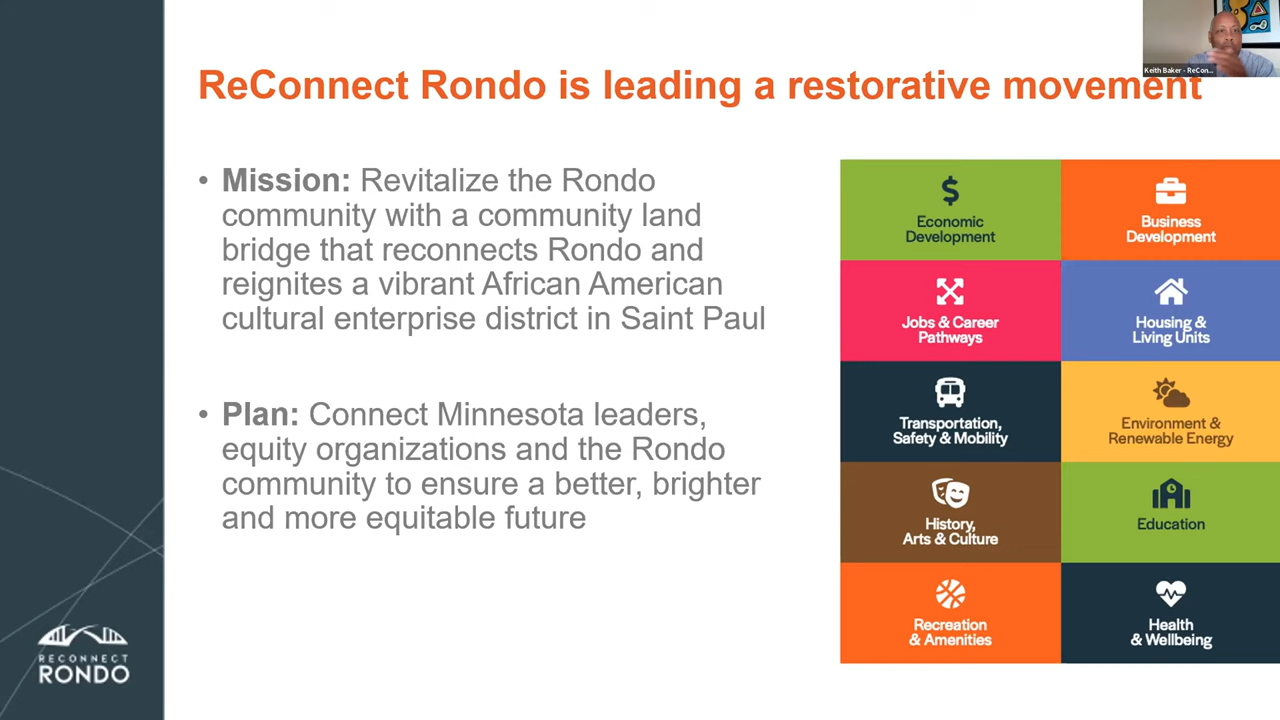 Keith Baker - ReCon...
ReConnect Rondo is leading a restorative movement
• Mission: Revitalize the Rondo
community with a community land
bridge that reconnects Rondo and
reignites a vibrant African American
cultural enterprise district in Saint Paul
• Plan: Connect Minnesota leaders,
equity organizations and the Rondo
community to ensure a better, brighter
and more equitable future
$
Economic
Development
Business
Development
Jobs & Career
Pathways
Housing &
Living Units
Transportation,
Safety & Mobility
Environment &
Renewable Energy
History,
Arts & Culture
Education
Recreation
& Amenities
Health
& Wellbeing
RECONNECT
RONDO